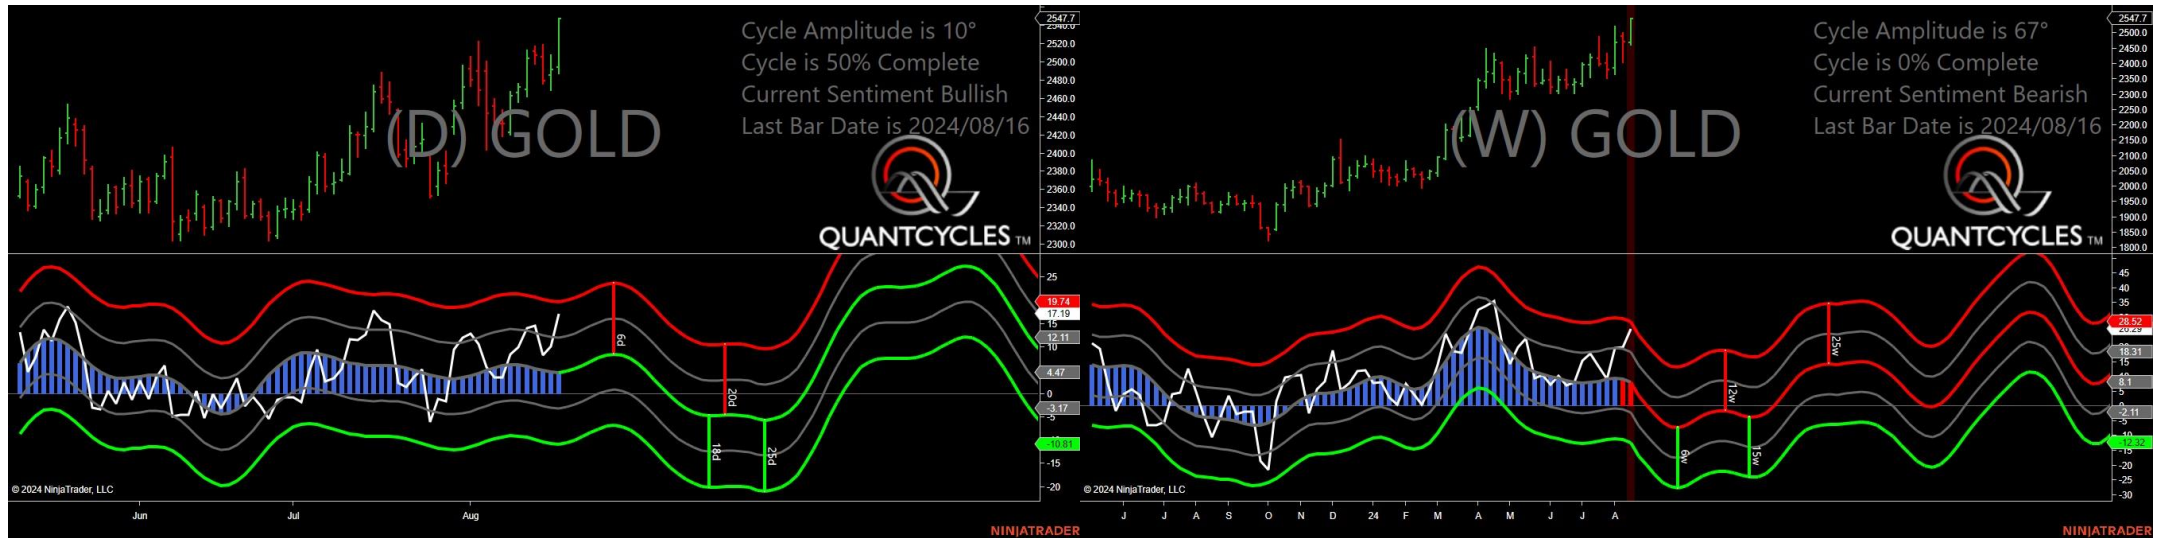 Cycle Amplitude is 10°
Cycle is 50% Complete
Current Sentiment Bullish
Last Bar Date is 2024/08/16
(D) GOLD
QUANTCYCLES TM
2547.7
2520.0
2500.0
2480.0
2460.0
2440.0
2420.0
2400.0
2380.0
2360.0
2340.0
2320.0
2300.0
25
19.74
17.19
15
12.11
10
4.47
0
-3.17
-5
-10.81
-15
-20
6d
20d
18d
25d
© 2024 NinjaTrader, LLC
Jun Jul Aug
NINJATRADER
Cycle Amplitude is 67°
Cycle is 0% Complete
Current Sentiment Bearish
Last Bar Date is 2024/08/16
(W) GOLD
QUANTCYCLES TM
2547.7
2500.0
2450.0
2400.0
2350.0
2300.0
2250.0
2200.0
2150.0
2100.0
2050.0
2000.0
1950.0
1900.0
1850.0
1800.0
45
40
35
28.52
18.31
8.1
-2.11
-12.32
-15
-20
-25
-30
25w
12w
6w
15w
© 2024 NinjaTrader, LLC
J J A S O N D 24 F M A M J J A
NINJATRADER